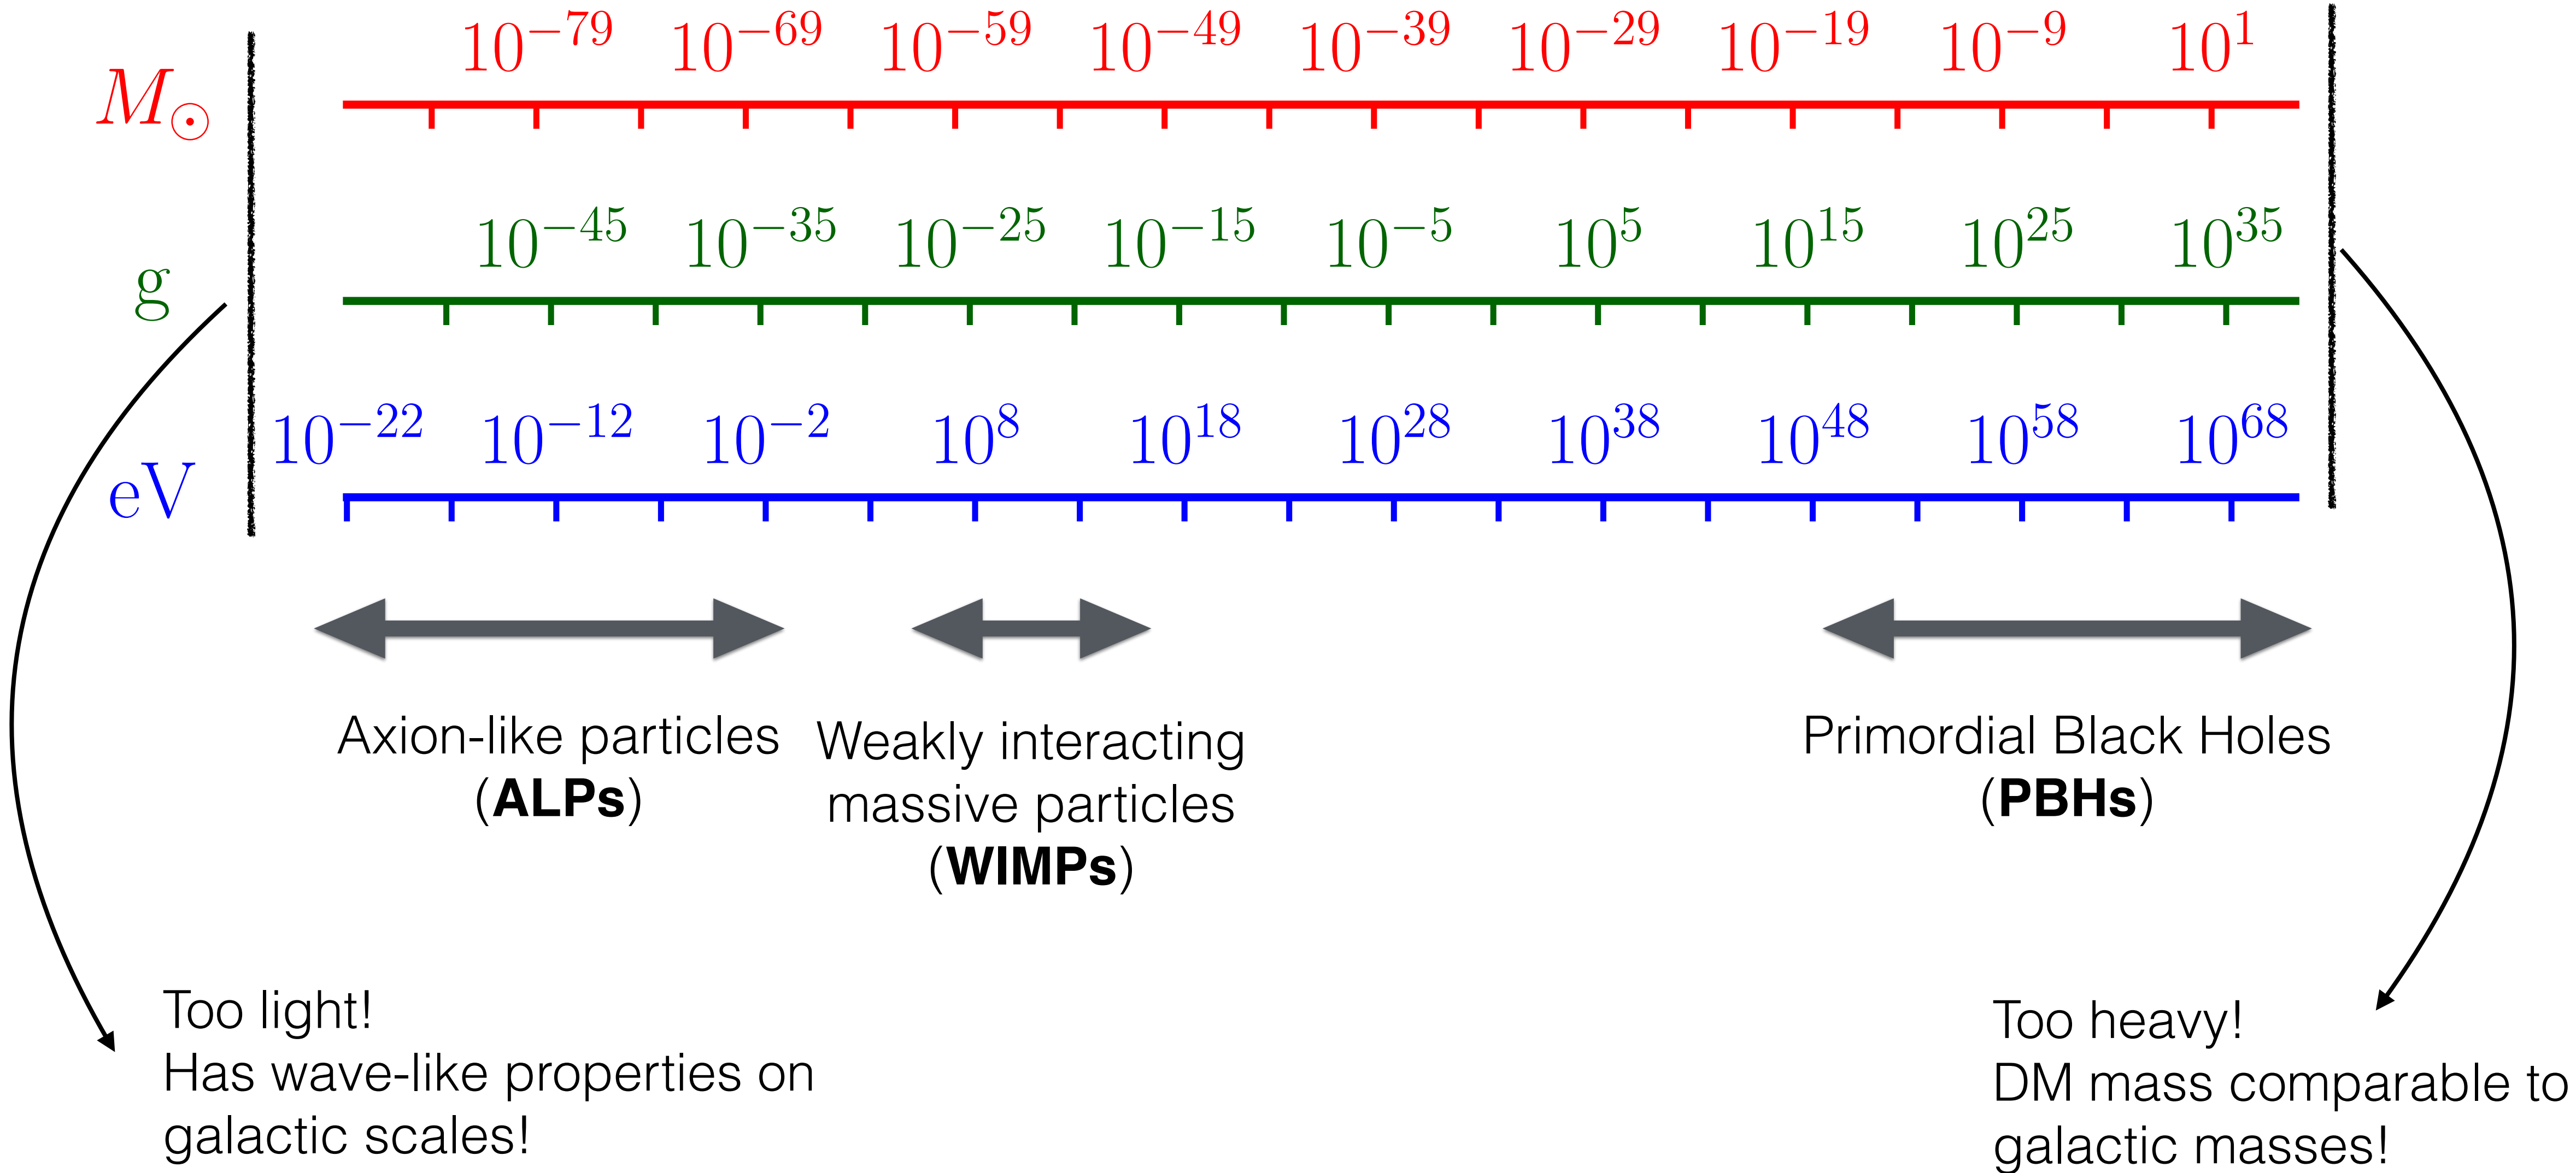 10^{-79} 10^{-69} 10^{-59} 10^{-49} 10^{-39} 10^{-29} 10^{-19} 10^{-9} 10^{1}
M_☉
10^{-45} 10^{-35} 10^{-25} 10^{-15} 10^{-5} 10^{5} 10^{15} 10^{25} 10^{35}
g
10^{-22} 10^{-12} 10^{-2} 10^{8} 10^{18} 10^{28} 10^{38} 10^{48} 10^{58} 10^{68}
eV
Axion-like particles
(ALPs)
Weakly interacting
massive particles
(WIMPs)
Primordial Black Holes
(PBHs)
Too light!
Has wave-like properties on
galactic scales!
Too heavy!
DM mass comparable to
galactic masses!